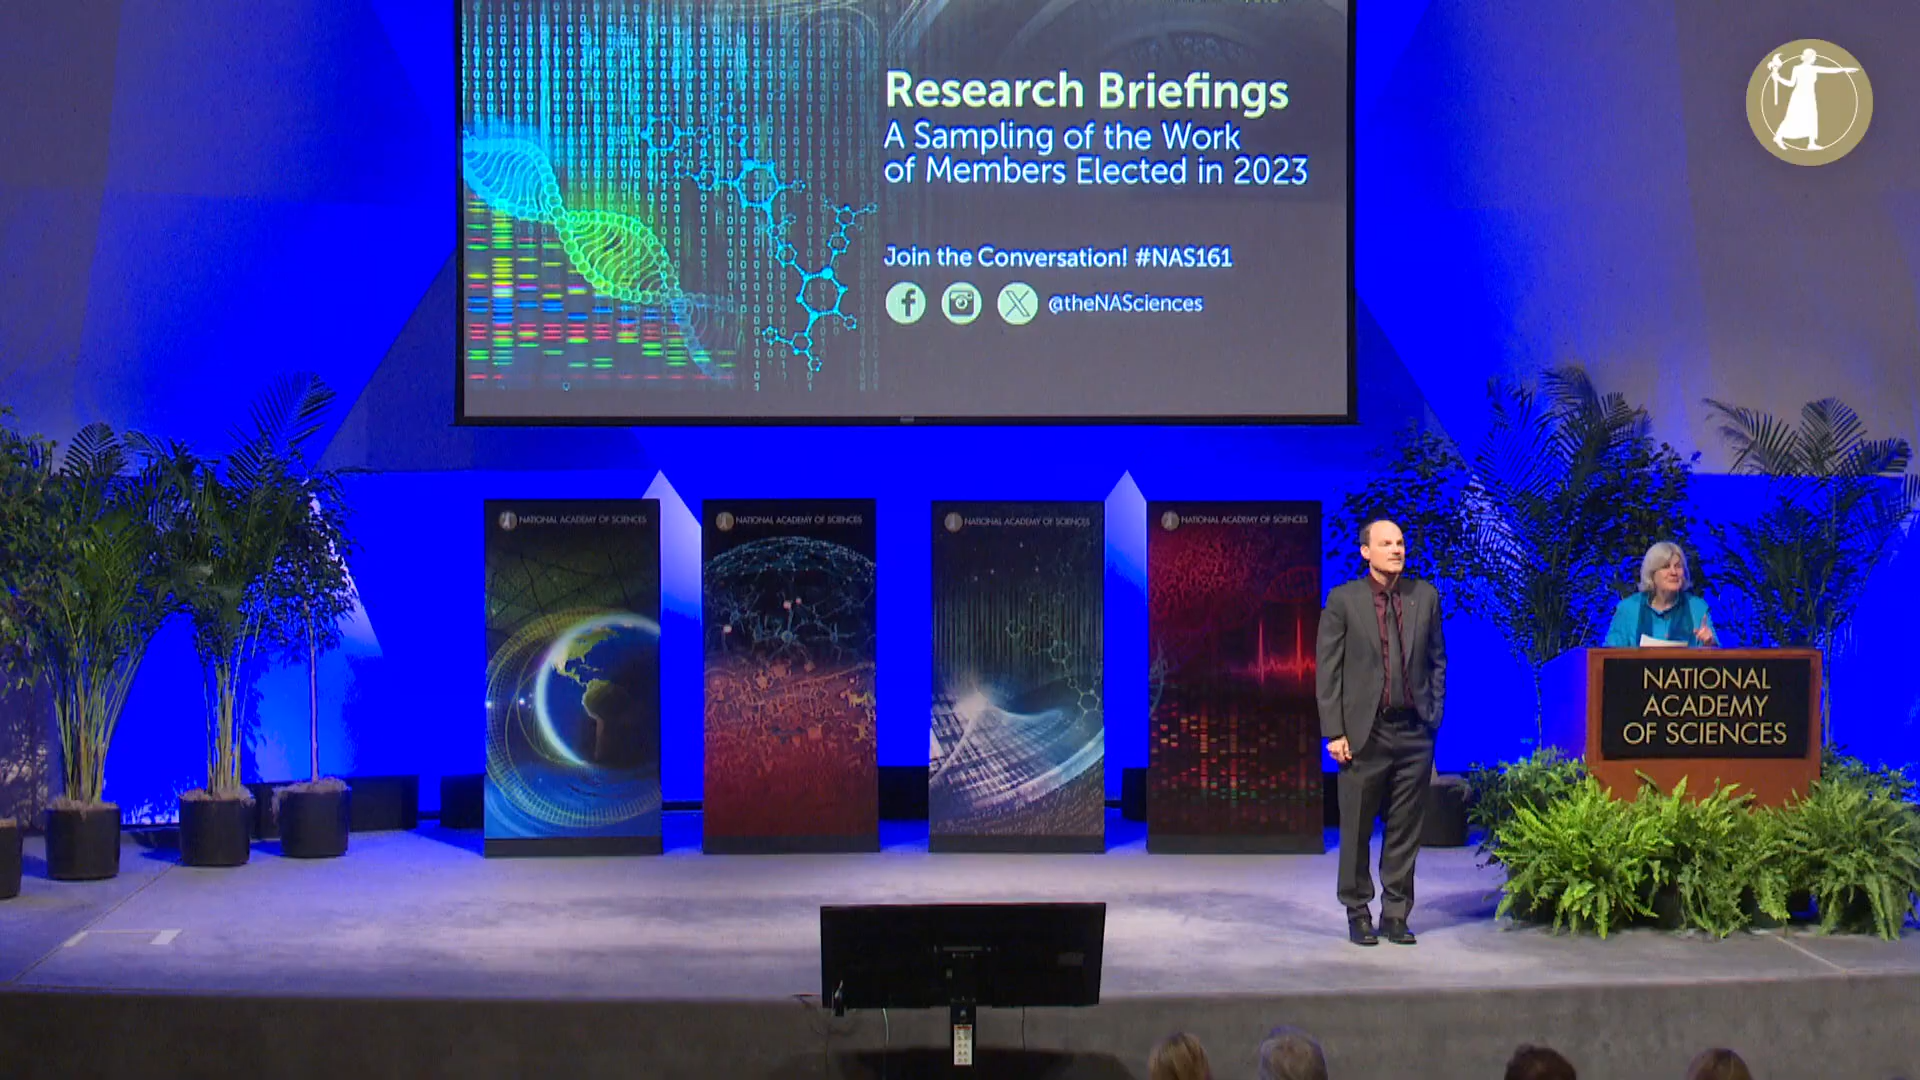 Research Briefings
A Sampling of the Work
of Members Elected in 2023
Join the Conversation! #NAS161
@theNASciences
NATIONAL ACADEMY OF SCIENCES
NATIONAL ACADEMY OF SCIENCES
NATIONAL ACADEMY OF SCIENCES
NATIONAL ACADEMY OF SCIENCES
NATIONAL
ACADEMY
OF SCIENCES